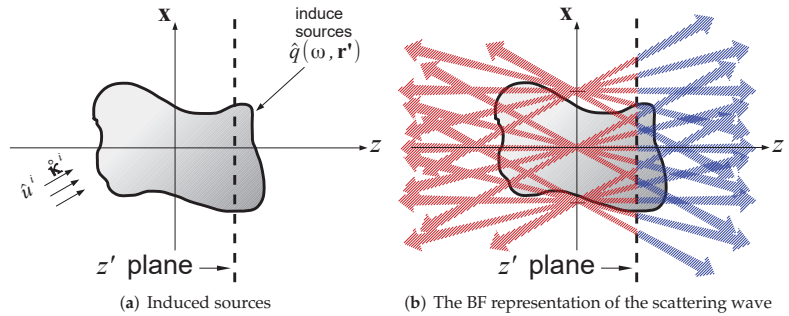 x
induce
sources
q̂(ω, r')
z
û^i κ̊^i
z′ plane
(a) Induced sources
x
z
z′ plane
(b) The BF representation of the scattering wave